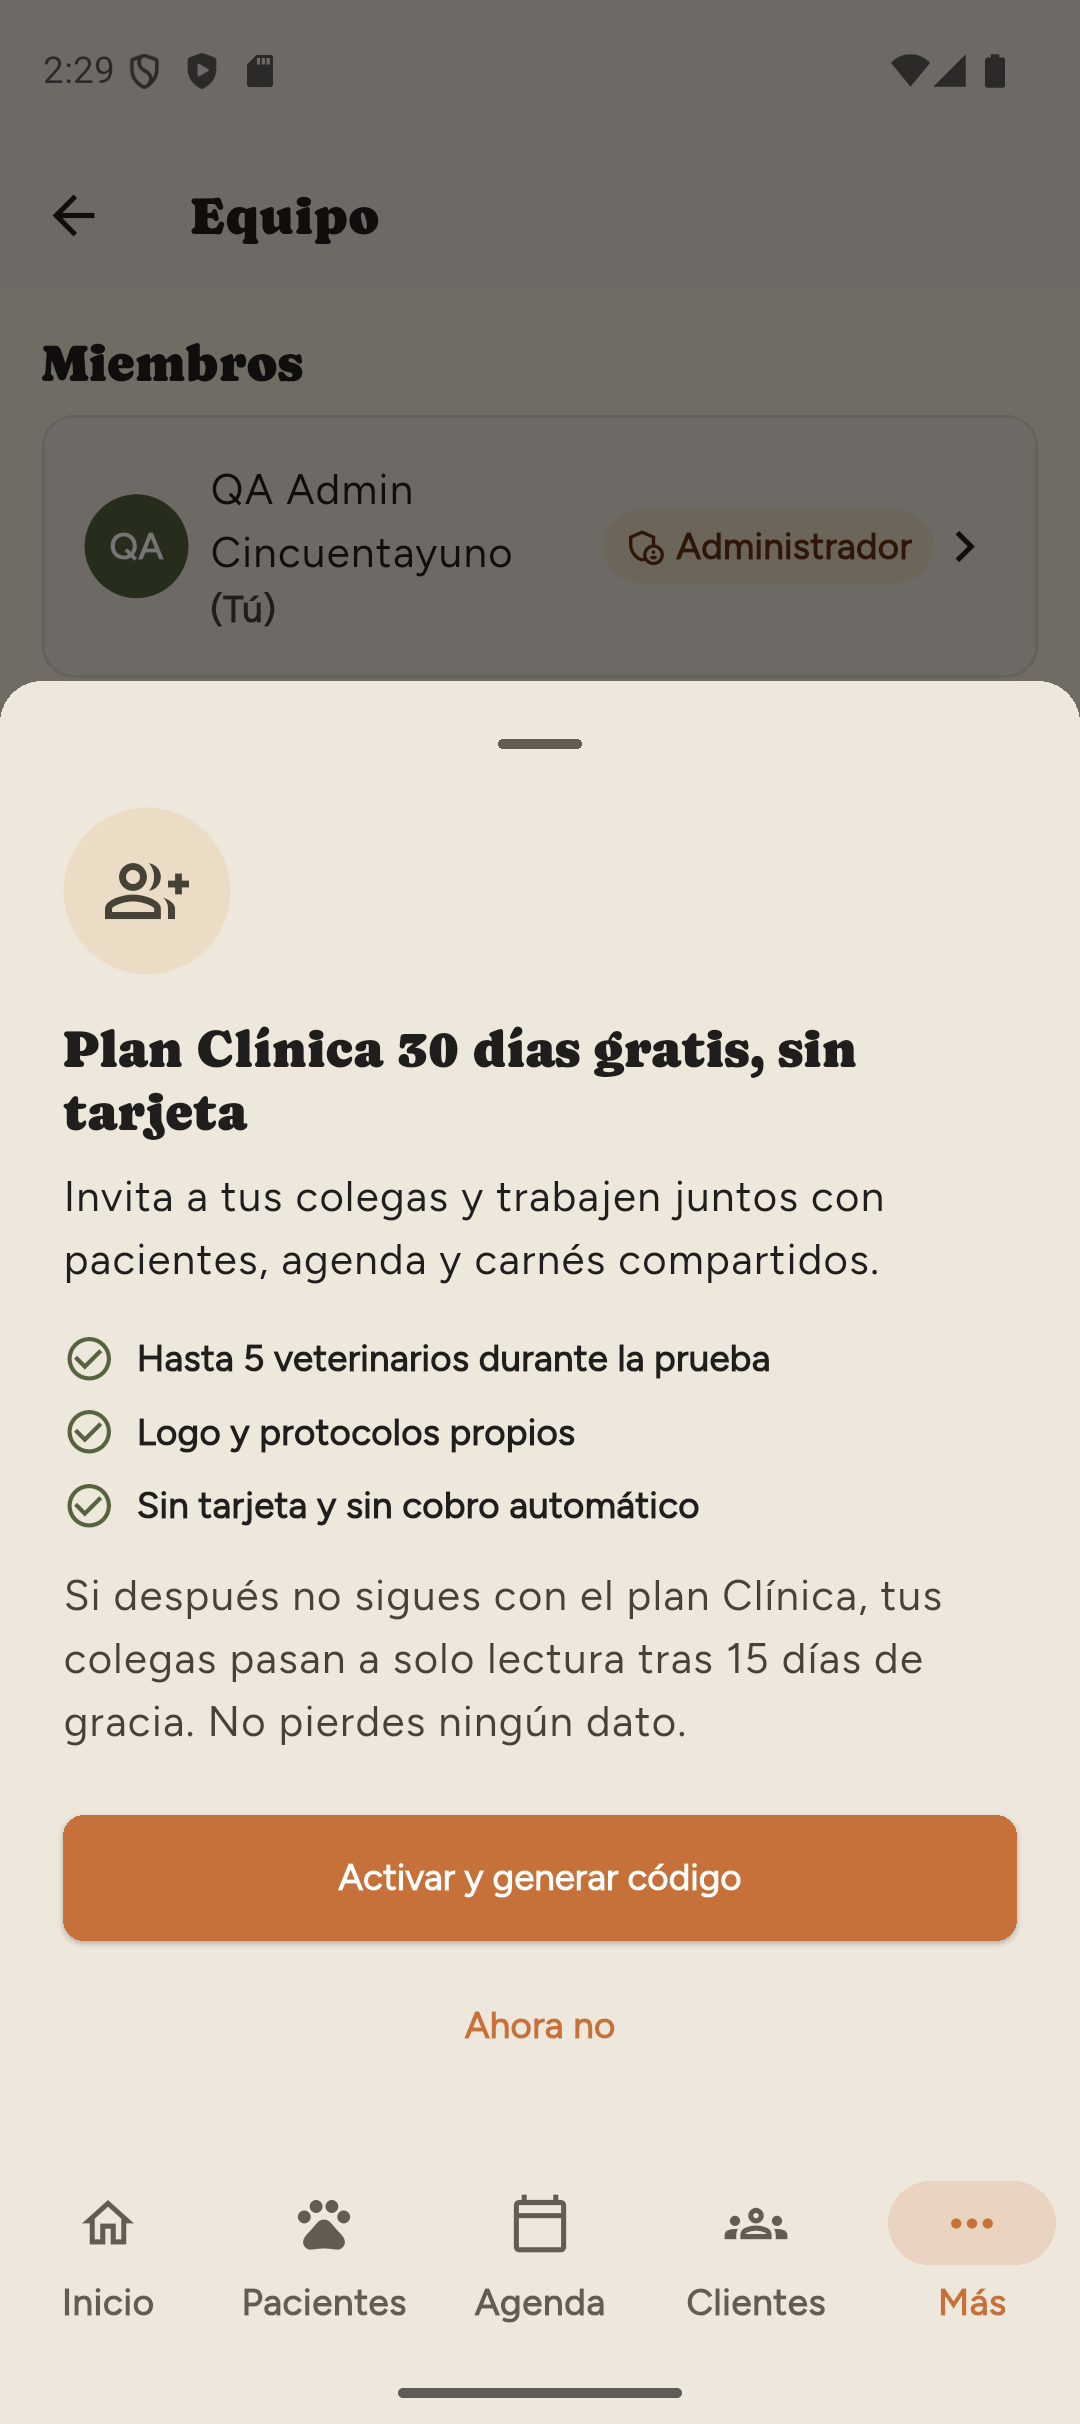 2:29
Equipo
Miembros
QA
QA Admin
Cincuentayuno
(Tú)
Administrador
Plan Clínica 30 días gratis, sin
tarjeta
Invita a tus colegas y trabajen juntos con
pacientes, agenda y carnés compartidos.
Hasta 5 veterinarios durante la prueba
Logo y protocolos propios
Sin tarjeta y sin cobro automático
Si después no sigues con el plan Clínica, tus
colegas pasan a solo lectura tras 15 días de
gracia. No pierdes ningún dato.
Activar y generar código
Ahora no
Inicio
Pacientes
Agenda
Clientes
Más